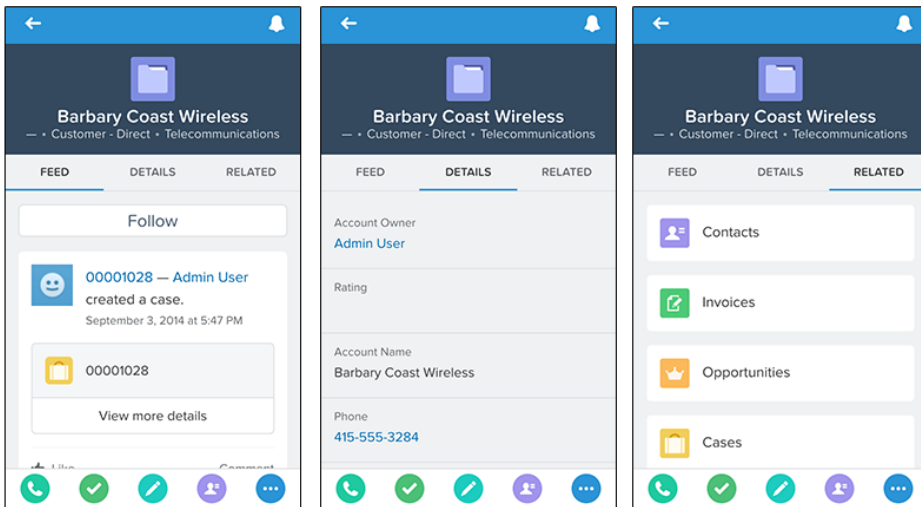 Barbary Coast Wireless
— • Customer - Direct • Telecommunications
FEED DETAILS RELATED
Follow
00001028 — Admin User
created a case.
September 3, 2014 at 5:47 PM
00001028
View more details
Like Comment
Barbary Coast Wireless
— • Customer - Direct • Telecommunications
FEED DETAILS RELATED
Account Owner
Admin User
Rating
Account Name
Barbary Coast Wireless
Phone
415-555-3284
Barbary Coast Wireless
— • Customer - Direct • Telecommunications
FEED DETAILS RELATED
Contacts
Invoices
Opportunities
Cases